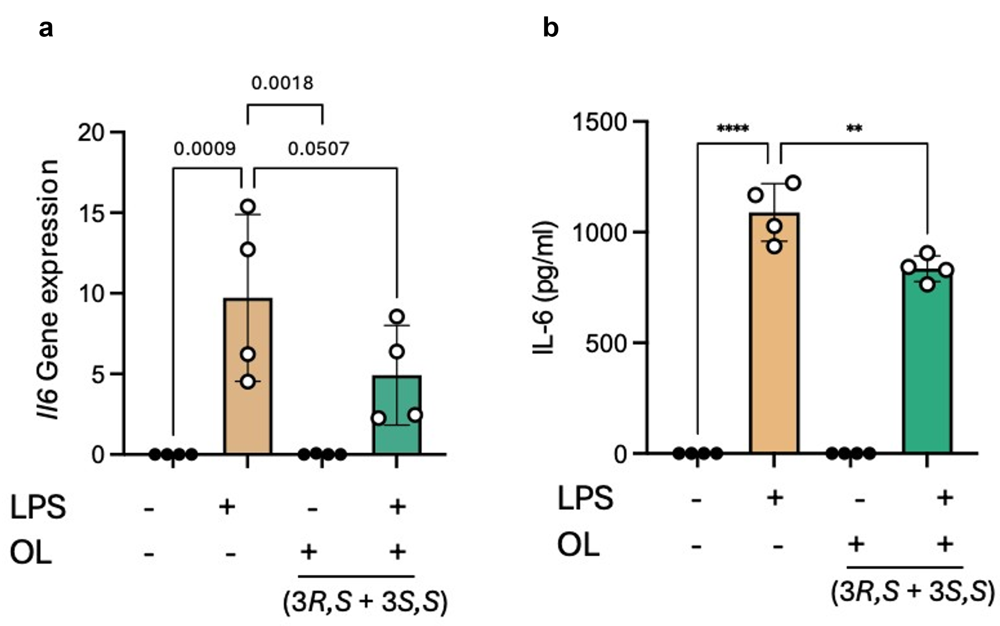 a
b
0.0018
0.0009
0.0507
Il6 Gene expression
20
15
10
5
0
LPS - + - +
OL - - + +
(3R,S + 3S,S)
****
**
IL-6 (pg/ml)
1500
1000
500
0
LPS - + - +
OL - - + +
(3R,S + 3S,S)